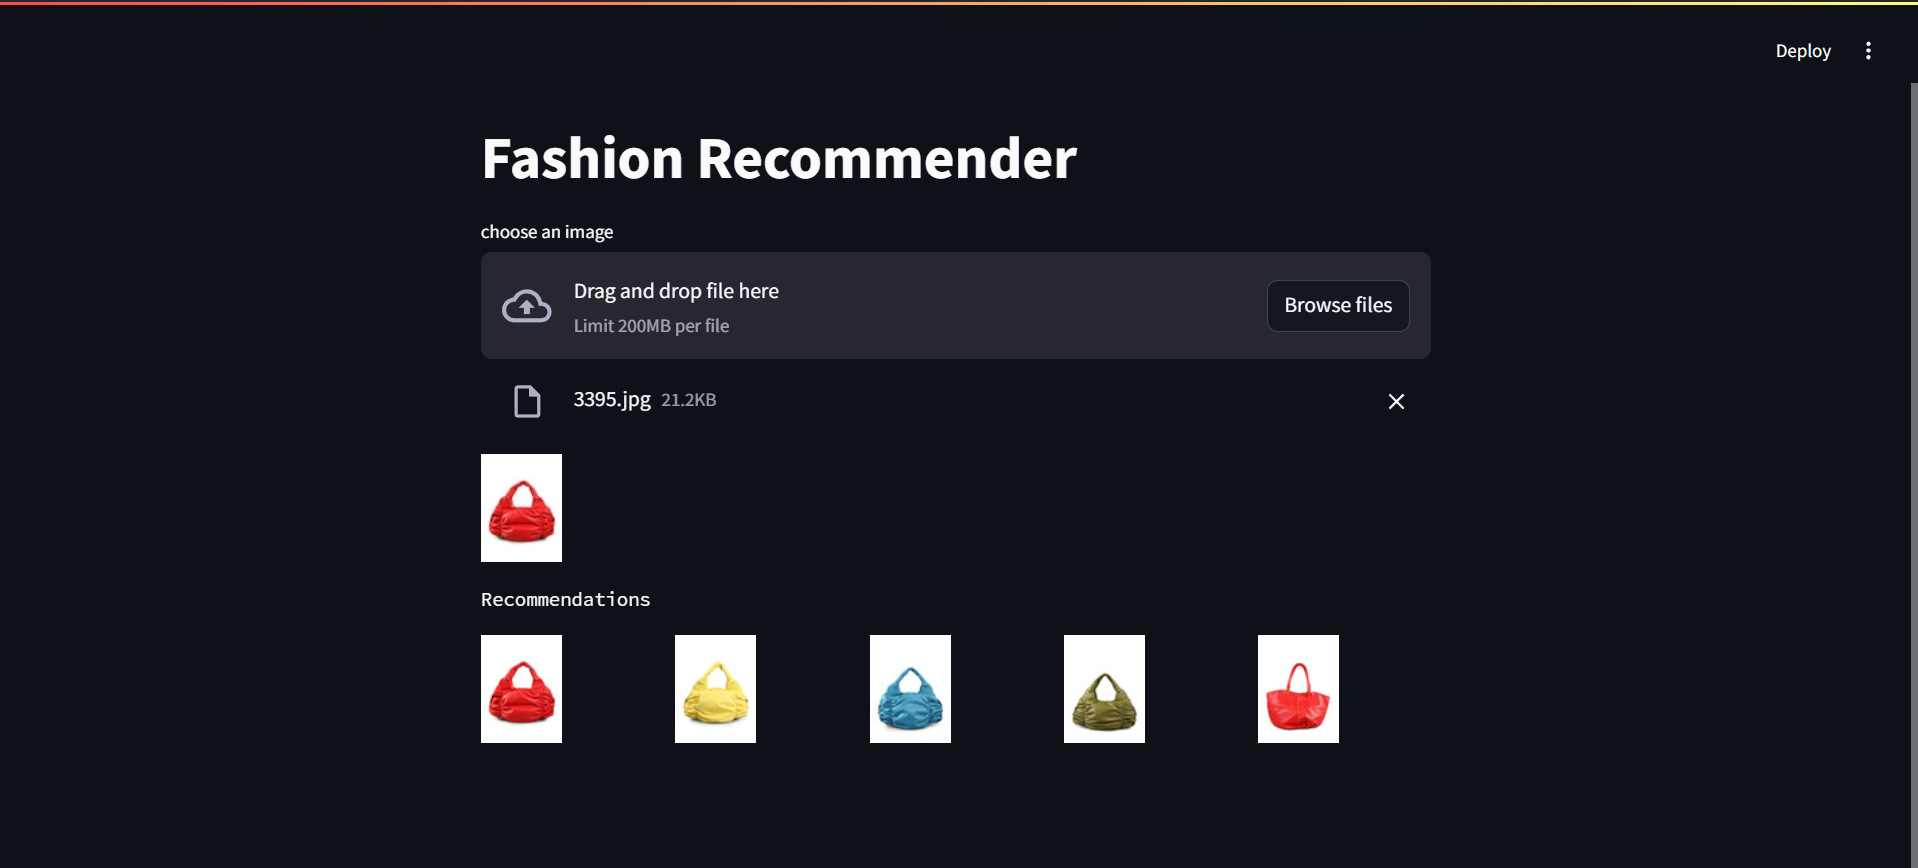 Deploy
Fashion Recommender
choose an image
Drag and drop file here
Limit 200MB per file
Browse files
3395.jpg 21.2KB
Recommendations